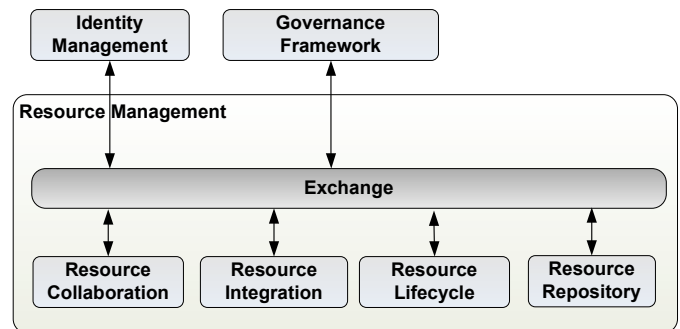 Identity
Management
Governance
Framework
Resource Management
Exchange
Resource
Collaboration
Resource
Integration
Resource
Lifecycle
Resource
Repository